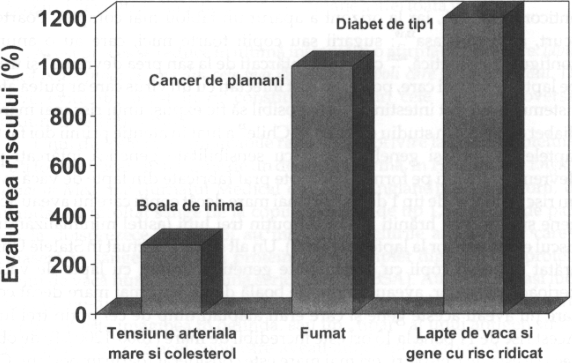 Evaluarea riscului (%)
1200
1000
800
600
400
200
0
Diabet de tip1
Cancer de plamani
Boala de inima
Tensiune arteriala
mare si colesterol
Fumat
Lapte de vaca si
gene cu risc ridicat